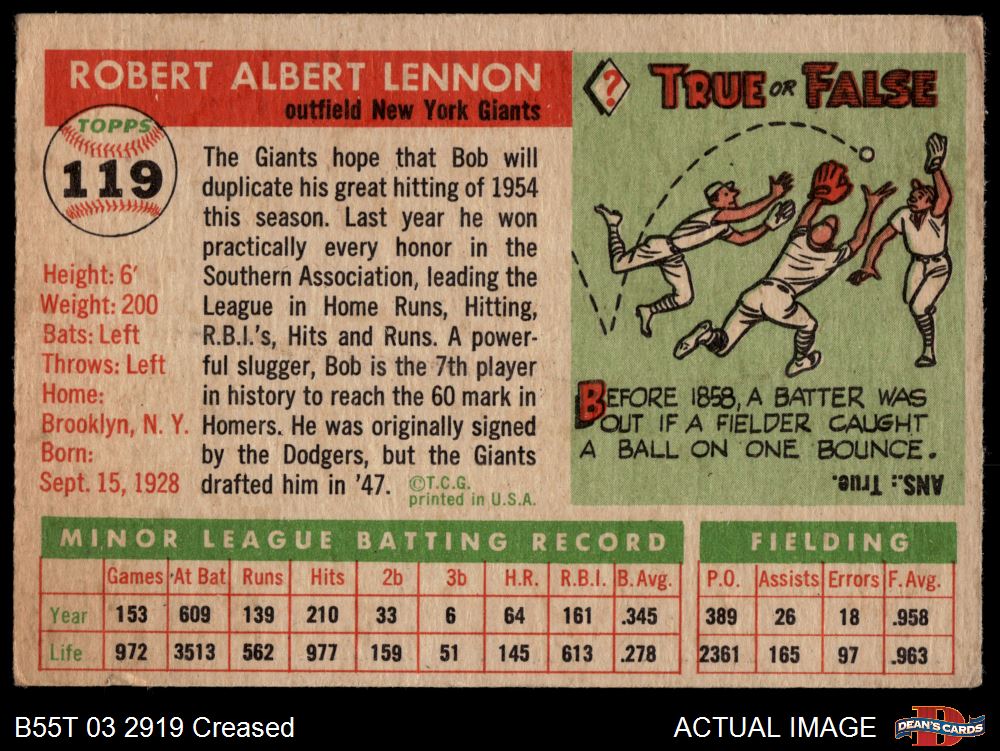 ROBERT ALBERT LENNON
outfield New York Giants
TOPPS
119
The Giants hope that Bob will
duplicate his great hitting of 1954
this season. Last year he won
practically every honor in the
Southern Association, leading the
League in Home Runs, Hitting,
R.B.I.'s, Hits and Runs. A power-
ful slugger, Bob is the 7th player
in history to reach the 60 mark in
Homers. He was originally signed
by the Dodgers, but the Giants
drafted him in '47.
©T.C.G.
printed in U.S.A.
Height: 6'
Weight: 200
Bats: Left
Throws: Left
Home:
Brooklyn, N. Y.
Born:
Sept. 15, 1928
?
TRUE OR FALSE
BEFORE 1858, A BATTER WAS
OUT IF A FIELDER CAUGHT
A BALL ON ONE BOUNCE.
ANS.: True.
MINOR LEAGUE BATTING RECORD
Games At Bat Runs Hits 2b 3b H.R. R.B.I. B.Avg.
Year 153 609 139 210 33 6 64 161 .345
Life 972 3513 562 977 159 51 145 613 .278
FIELDING
P.O. Assists Errors F. Avg.
389 26 18 .958
2361 165 97 .963
B55T 03 2919 Creased
ACTUAL IMAGE
DEAN'S CARDS